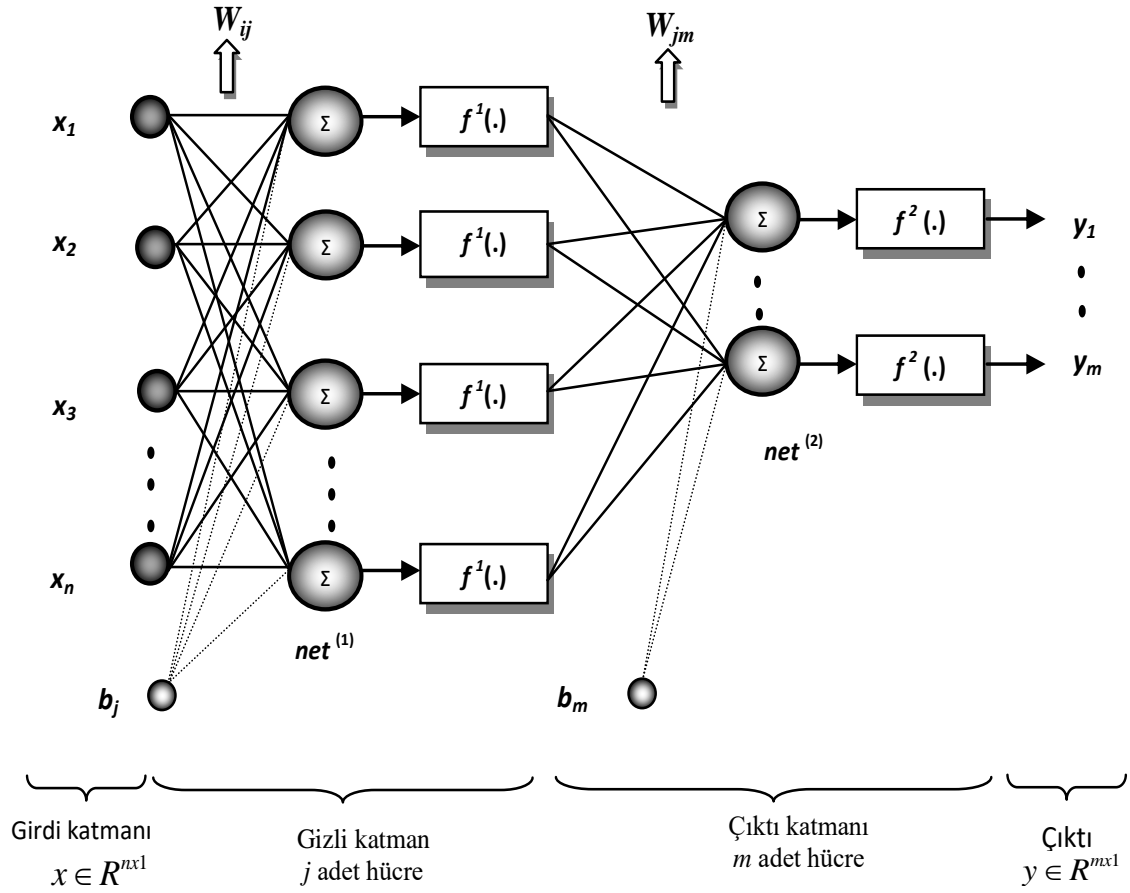 W_ij W_jm
x_1 Σ f^1(.)
Σ f^2(.) y_1
x_2 Σ f^1(.)
Σ f^2(.) y_m
x_3 Σ f^1(.)
net^(2)
x_n Σ f^1(.)
net^(1)
b_j b_m
Girdi katmanı
x ∈ R^{nx1}
Gizli katman
j adet hücre
Çıktı katmanı
m adet hücre
Çıktı
y ∈ R^{mx1}